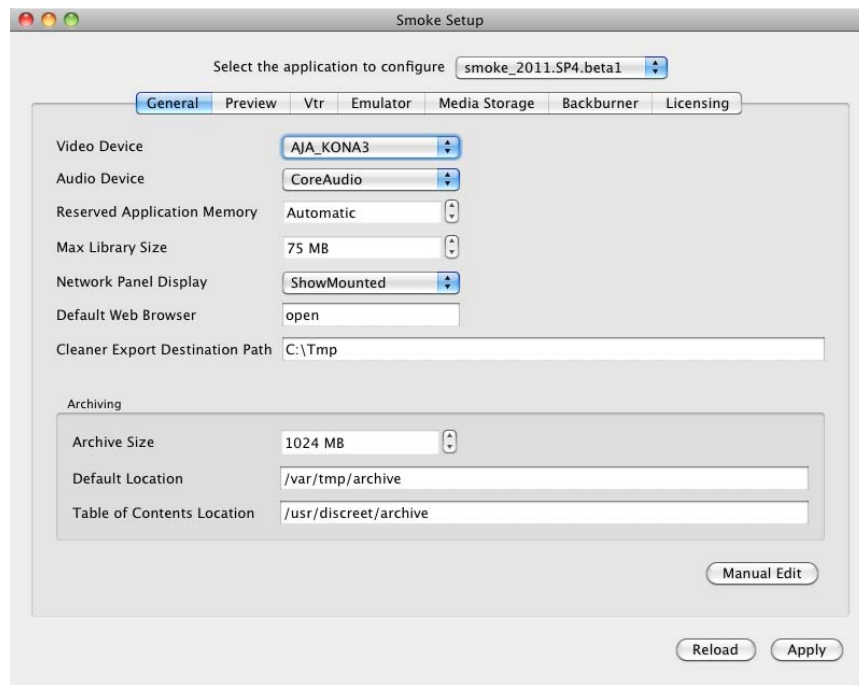 Smoke Setup
Select the application to configure smoke_2011.SP4.beta1
General Preview Vtr Emulator Media Storage Backburner Licensing
Video Device AJA_KONA3
Audio Device CoreAudio
Reserved Application Memory Automatic
Max Library Size 75 MB
Network Panel Display ShowMounted
Default Web Browser open
Cleaner Export Destination Path C:\Tmp
Archiving
Archive Size 1024 MB
Default Location /var/tmp/archive
Table of Contents Location /usr/discreet/archive
Manual Edit
Reload Apply